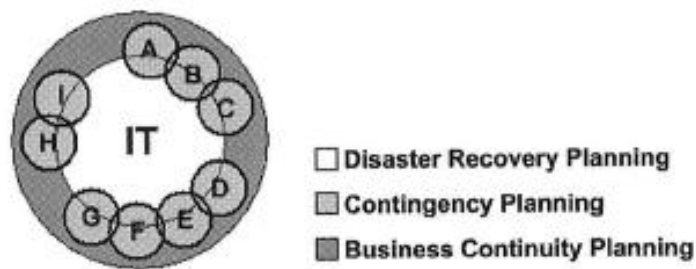 A
B
C
I
IT
H
D
G
F
E
Disaster Recovery Planning
Contingency Planning
Business Continuity Planning